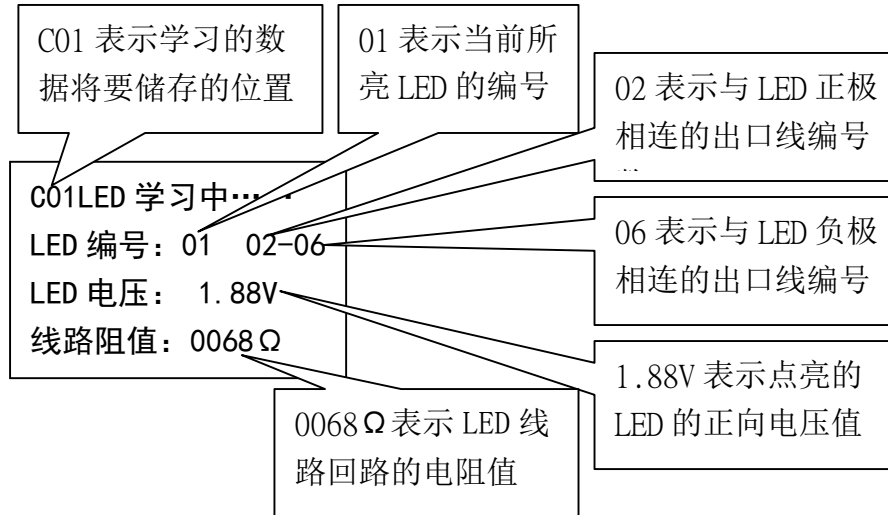 C01 表示学习的数
据将要储存的位置
01 表示当前所
亮 LED 的编号
02 表示与 LED 正极
相连的出口线编号
C01LED 学习中……
LED 编号：01 02-06
LED 电压： 1.88V
线路阻值：0068Ω
06 表示与 LED 负极
相连的出口线编号
1.88V 表示点亮的
LED 的正向电压值
0068Ω表示 LED 线
路回路的电阻值